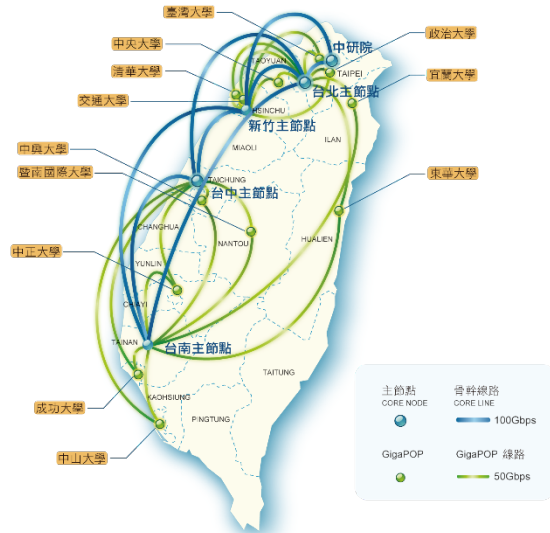 臺灣大學
中央大學
清華大學
交通大學
中研院
政治大學
宜蘭大學
TAOYUAN
TAIPEI
台北主節點
HSINCHU
新竹主節點
ILAN
MIAOLI
中興大學
暨南國際大學
TAICHUNG
台中主節點
東華大學
CHANGHUA
NANTOU
HUALIEN
中正大學
YUNLIN
CHIAYI
TAINAN
台南主節點
TAITUNG
成功大學
KAOHSIUNG
PINGTUNG
中山大學
主節點
CORE NODE
骨幹線路
CORE LINE
100Gbps
GigaPOP
GigaPOP 線路
50Gbps